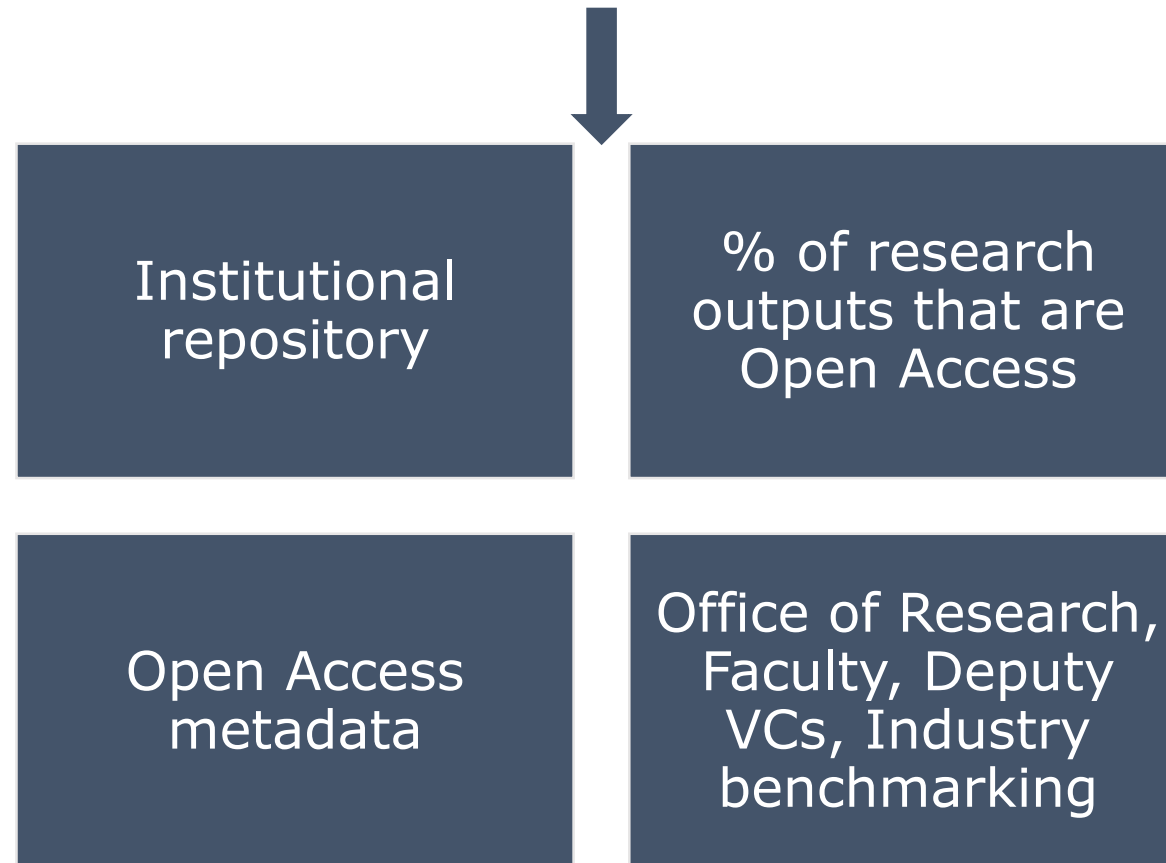 Institutional
repository
% of research
outputs that are
Open Access
Open Access
metadata
Office of Research,
Faculty, Deputy
VCs, Industry
benchmarking